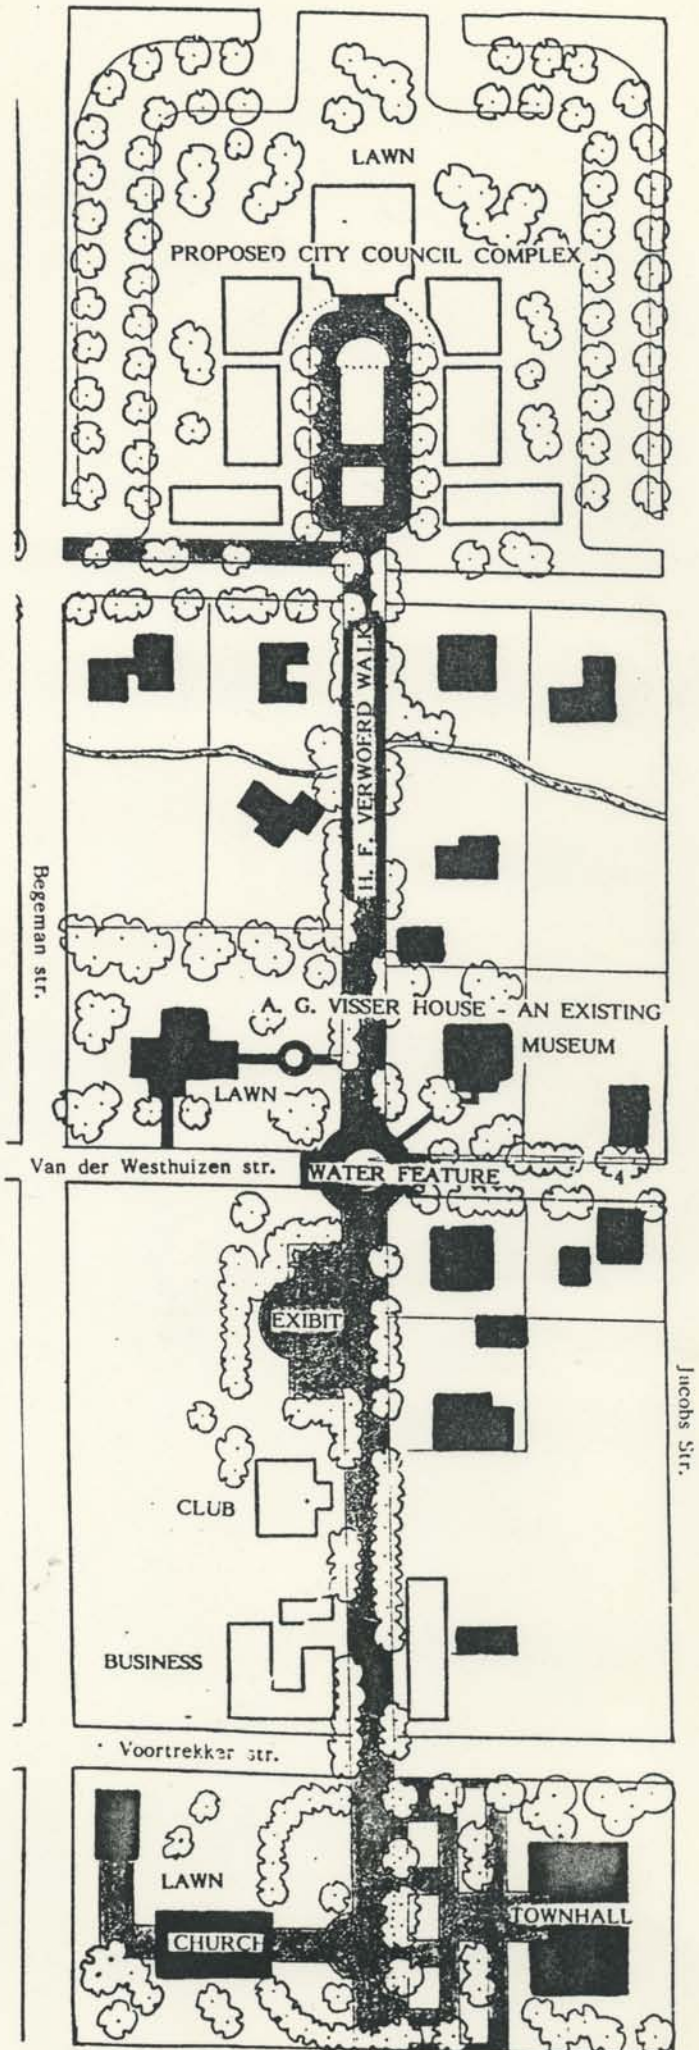 LAWN
PROPOSED CITY COUNCIL COMPLEX
H. F. VERWOERD WALK
Begeman str.
A. G. VISSER HOUSE - AN EXISTING
MUSEUM
LAWN
Van der Westhuizen str.
WATER FEATURE
4
EXIBIT
Jacobs Str.
CLUB
BUSINESS
Voortrekker str.
LAWN
TOWNHALL
CHURCH